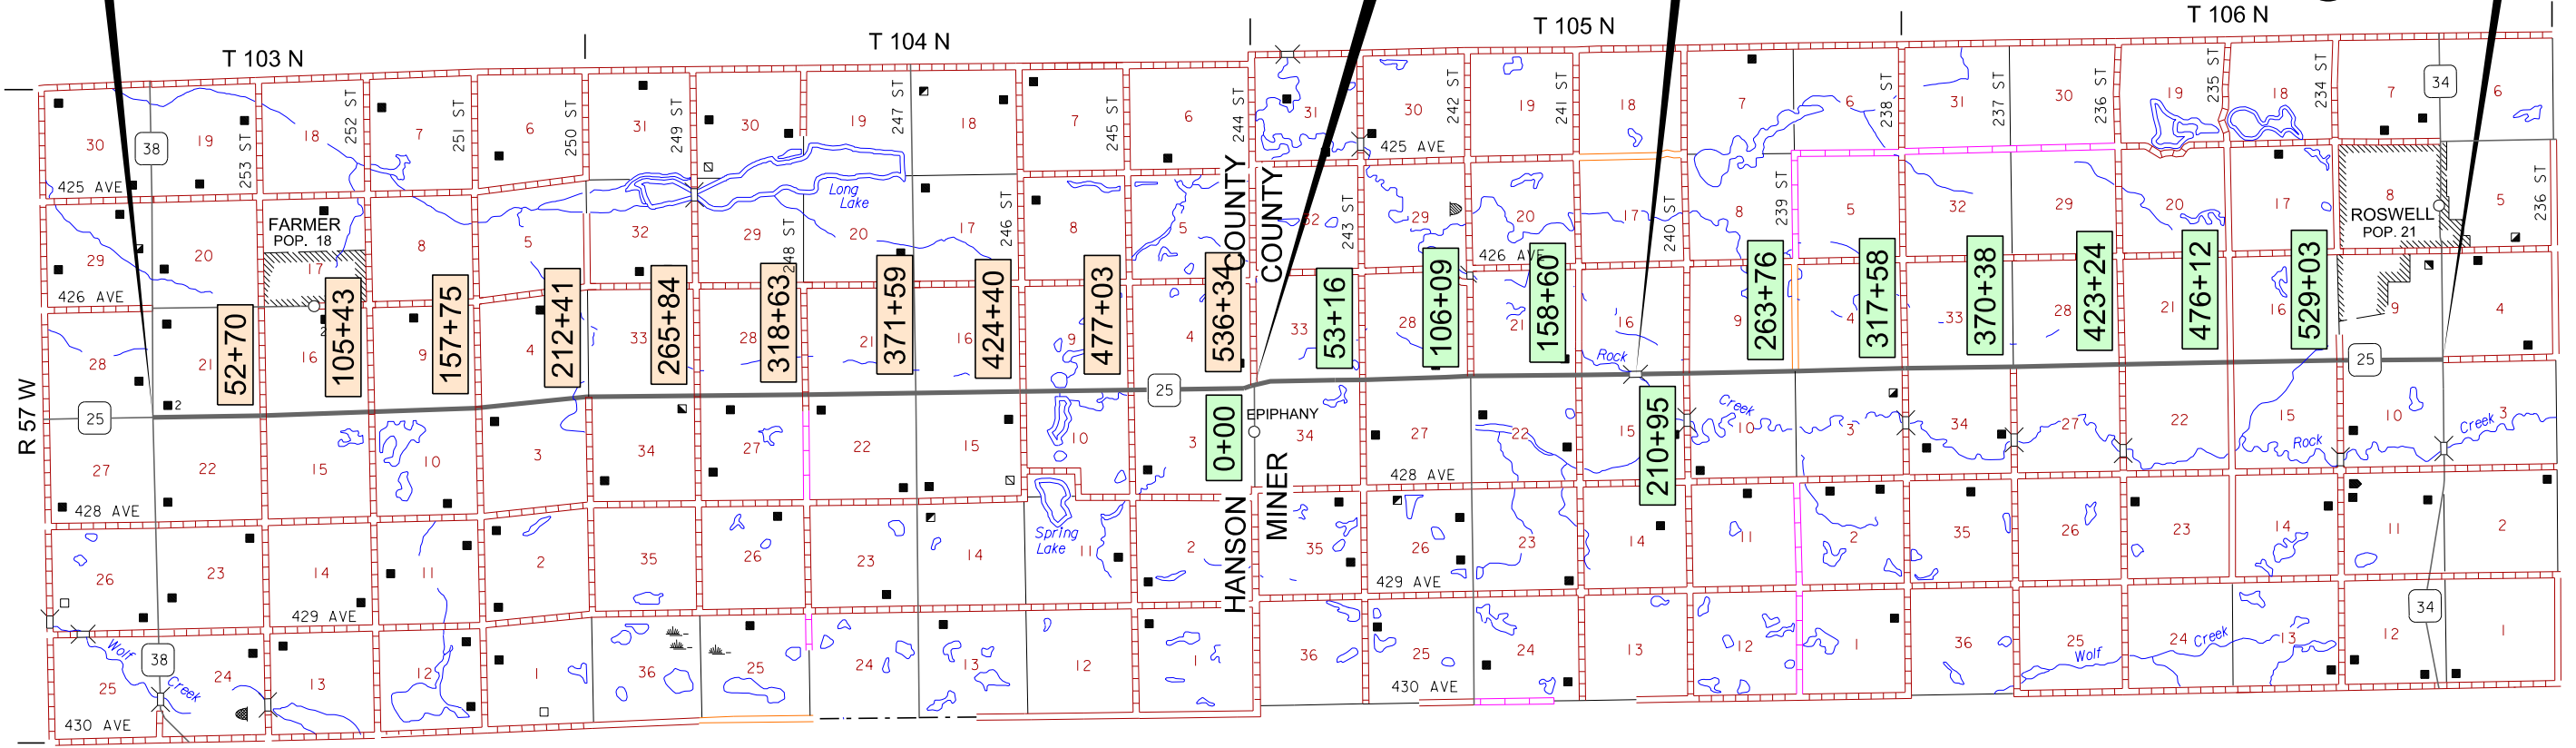 T 103 N
T 104 N
T 105 N
T 106 N
30
38
19
253 ST
18
252 ST
7
251 ST
6
250 ST
31
249 ST
30
19
247 ST
18
7
245 ST
6
244 ST
31
30
242 ST
19
241 ST
18
7
6
238 ST
31
237 ST
30
236 ST
19
235 ST
18
234 ST
7
34
6
425 AVE
425 AVE
Long
Lake
FARMER
POP. 18
29
20
17
8
5
32
29
248 ST
20
17
246 ST
8
5
COUNTY
COUNTY
32
243 ST
29
20
17
240 ST
8
239 ST
5
32
29
20
17
8
ROSWELL
POP. 21
5
236 ST
426 AVE
426 AVE
28
21
52+70
16
2
105+43
9
157+75
4
212+41
33
265+84
28
318+63
21
371+59
16
424+40
9
477+03
4
536+34
33
53+16
28
106+09
21
158+60
16
Rock
9
263+76
4
317+58
33
370+38
28
423+24
21
476+12
16
529+03
9
4
R 57 W
25
2
25
25
0+00
EPIPHANY
210+95
27
22
15
10
3
34
27
22
15
10
3
34
27
22
15
Creek
10
3
34
27
22
15
Rock
10
Creek
3
428 AVE
428 AVE
HANSON
MINER
Spring
Lake
26
23
14
11
2
35
26
23
14
11
2
35
26
23
14
11
2
35
26
23
14
11
2
429 AVE
429 AVE
34
Wolf
Creek
38
25
24
13
12
1
36
25
24
13
12
1
36
25
24
13
12
1
36
25
Wolf
24
Creek
13
12
1
430 AVE
430 AVE